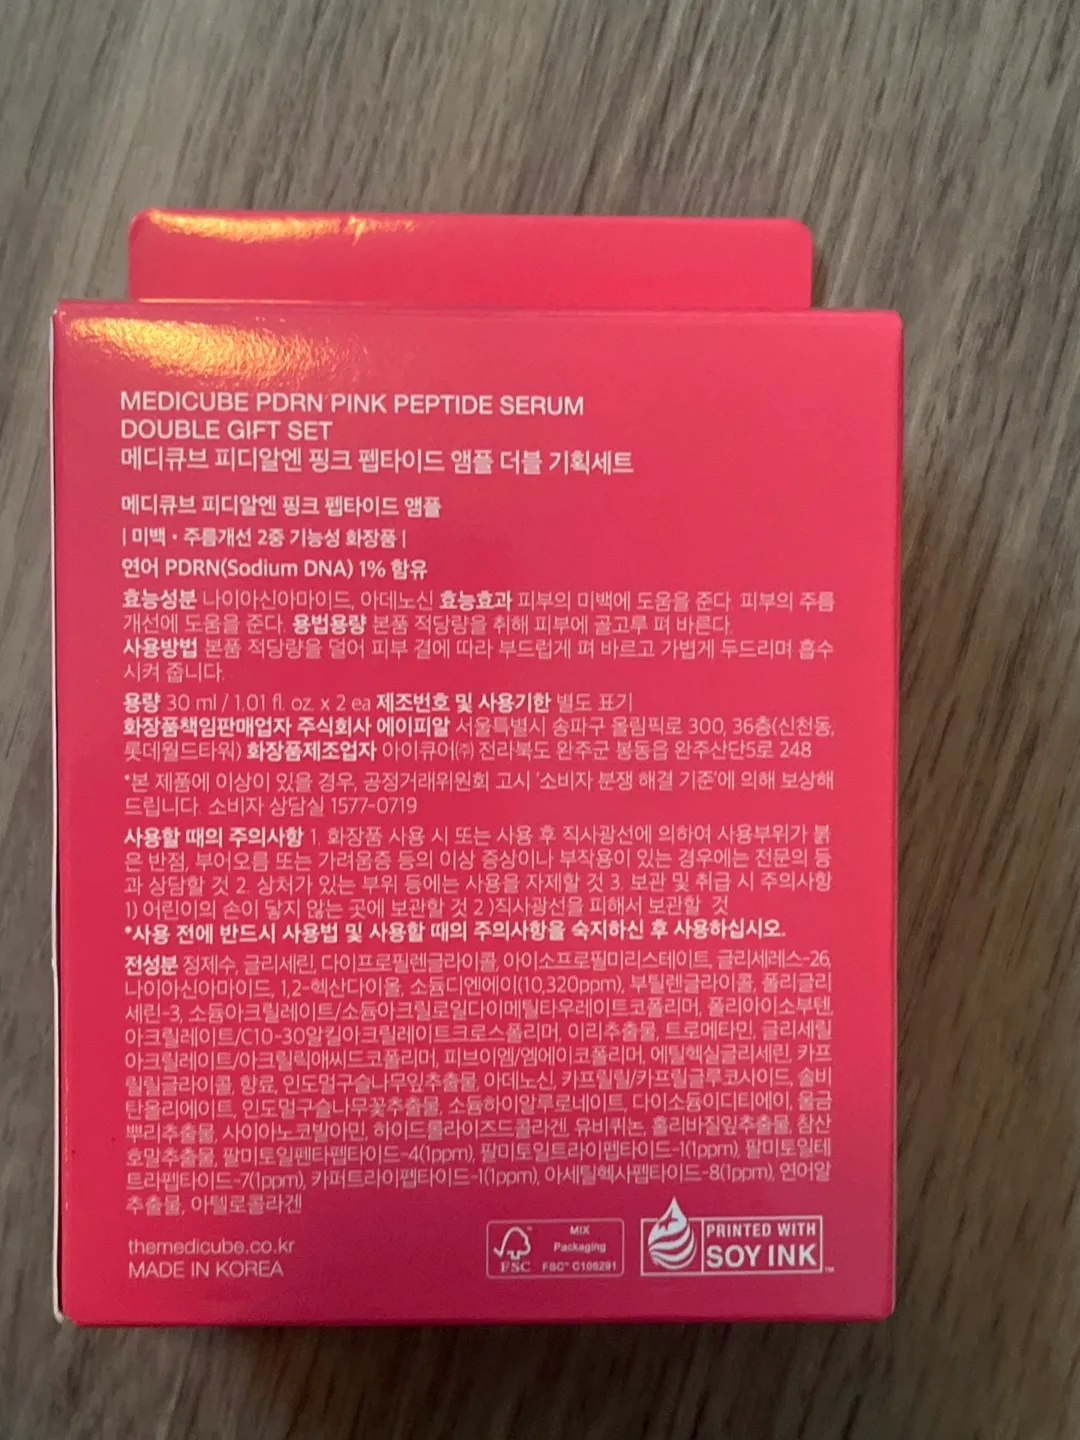 MEDICUBE PDRN PINK PEPTIDE SERUM
DOUBLE GIFT SET
메디큐브 피디알엔 핑크 펩타이드 앰플 더블 기획세트
메디큐브 피디알엔 핑크 펩타이드 앰플
| 미백 • 주름개선 2중 기능성 화장품 |
연어 PDRN(Sodium DNA) 1% 함유
효능성분 나이아신아마이드, 아데노신 효능효과 피부의 미백에 도움을 준다. 피부의 주름
개선에 도움을 준다. 용법용량 본품 적당량을 취해 피부에 골고루 펴 바른다.
사용방법 본품 적당량을 덜어 피부 결에 따라 부드럽게 펴 바르고 가볍게 두드리며 흡수
시켜 줍니다.
용량 30 ml / 1.01 fl. oz. x 2 ea 제조번호 및 사용기한 별도 표기
화장품책임판매업자 주식회사 에이피알 서울특별시 송파구 올림픽로 300, 36층(신천동,
롯데월드타워) 화장품제조업자 아이큐어㈜ 전라북도 완주군 봉동읍 완주산단5로 248
*본 제품에 이상이 있을 경우, 공정거래위원회 고시 '소비자 분쟁 해결 기준'에 의해 보상해
드립니다. 소비자 상담실 1577-0719
사용할 때의 주의사항 1. 화장품 사용 시 또는 사용 후 직사광선에 의하여 사용부위가 붉
은 반점, 부어오름 또는 가려움증 등의 이상 증상이나 부작용이 있는 경우에는 전문의 등
과 상담할 것 2. 상처가 있는 부위 등에는 사용을 자제할 것 3. 보관 및 취급 시 주의사항
1) 어린이의 손이 닿지 않는 곳에 보관할 것 2 )직사광선을 피해서 보관할 것
*사용 전에 반드시 사용법 및 사용할 때의 주의사항을 숙지하신 후 사용하십시오.
전성분 정제수, 글리세린, 다이프로필렌글라이콜, 아이소프로필미리스테이트, 글리세레스-26,
나이아신아마이드, 1,2-헥산다이올, 소듐디엔에이(10,320ppm), 부틸렌글라이콜, 폴리글리
세린-3, 소듐아크릴레이트/소듐아크릴로일다이메틸타우레이트코폴리머, 폴리아이소부텐,
아크릴레이트/C10-30알킬아크릴레이트크로스폴리머, 이리추출물, 트로메타민, 글리세릴
아크릴레이트/아크릴릭애씨드코폴리머, 피브이엠/엠에이코폴리머, 에틸헥실글리세린, 카프
릴릴글라이콜, 향료, 인도멀구슬나무잎추출물, 아데노신, 카프릴릴/카프릴글루코사이드, 솔비
탄올리에이트, 인도멀구슬나무꽃추출물, 소듐하이알루로네이트, 다이소듐이디티에이, 울금
뿌리추출물, 사이아노코발아민, 하이드롤라이즈드콜라겐, 유비퀴논, 홀리바질잎추출물, 참산
호말추출물, 팔미토일펜타펩타이드-4(1ppm), 팔미토일트라이펩타이드-1(1ppm), 팔미토일테
트라펩타이드-7(1ppm), 카퍼트라이펩타이드-1(1ppm), 아세틸헥사펩타이드-8(1ppm), 연어알
추출물, 아텔로콜라겐
themedicube.co.kr
MADE IN KOREA
FSC
MIX
Packaging
FSC™ C106291
PRINTED WITH
SOY INK™